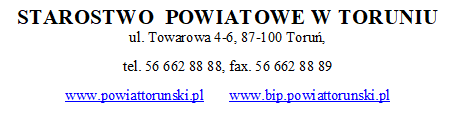 STAROSTWO POWIATOWE W TORUNIU
ul. Towarowa 4-6, 87-100 Toruń,
tel. 56 662 88 88, fax. 56 662 88 89
www.powiattorunski.pl www.bip.powiattorunski.pl